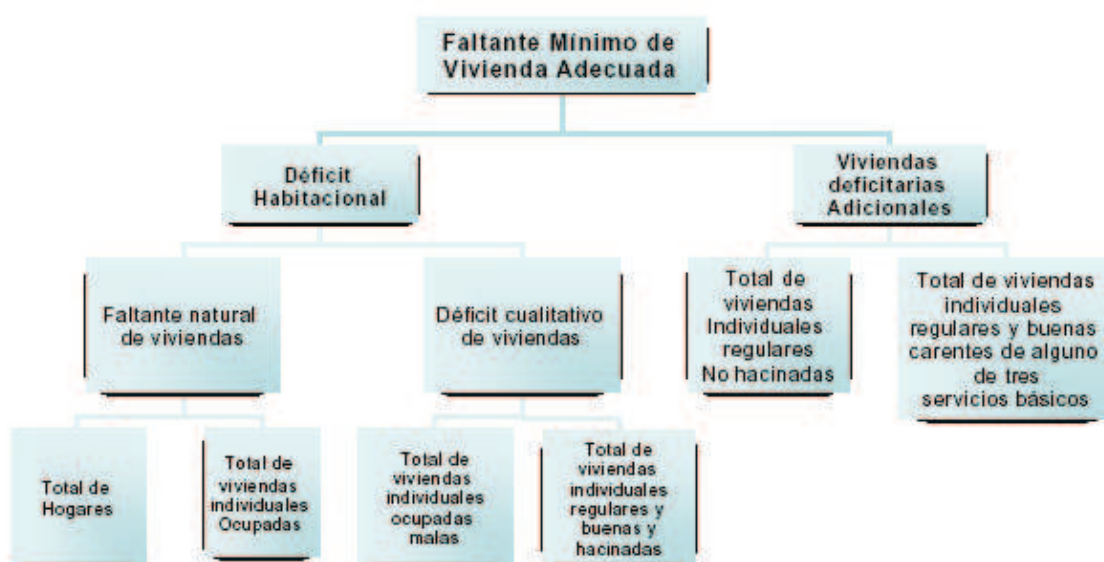 Faltante Mínimo de
Vivienda Adecuada
Déficit
Habitacional
Viviendas
deficitarias
Adicionales
Faltante natural
de viviendas
Déficit cualitativo
de viviendas
Total de
viviendas
Individuales
regulares
No hacinadas
Total de viviendas
individuales
regulares y buenas
carentes de alguno
de tres
servicios básicos
Total de
Hogares
Total de
viviendas
individuales
Ocupadas
Total de
viviendas
individuales
ocupadas
malas
Total de
viviendas
individuales
regulares y
buenas y
hacinadas